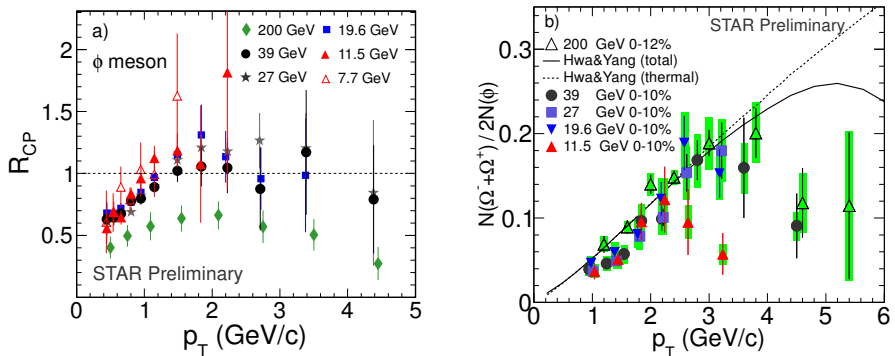 a)
200 GeV
19.6 GeV
39 GeV
11.5 GeV
27 GeV
7.7 GeV
ϕ meson
STAR Preliminary
R_CP
2
1.5
1
0.5
0 1 2 3 4 5
p_T (GeV/c)
b)
STAR Preliminary
200 GeV 0-12%
Hwa&Yang (total)
Hwa&Yang (thermal)
39 GeV 0-10%
27 GeV 0-10%
19.6 GeV 0-10%
11.5 GeV 0-10%
N(Ω⁻+Ω⁺) / 2N(ϕ)
0.3
0.2
0.1
0
0 1 2 3 4 5 6
p_T (GeV/c)